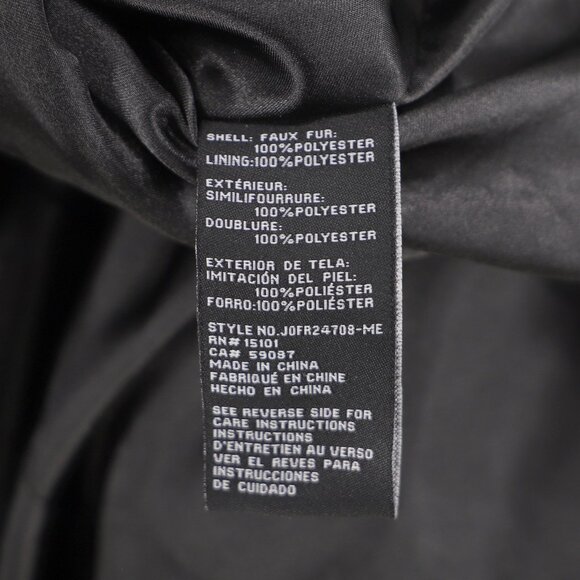 SHELL: FAUX FUR:
100%POLYESTER
LINING:100%POLYESTER
EXTÉRIEUR:
SIMILIFOURRURE:
100%POLYESTER
DOUBLURE:
100%POLYESTER
EXTERIOR DE TELA:
IMITACIÓN DEL PIEL:
100%POLIÉSTER
FORRO:100%POLIÉSTER
STYLE NO.JOFR24708-ME
RN# 15101
CA# 59087
MADE IN CHINA
FABRIQUÉ EN CHINE
HECHO EN CHINA
SEE REVERSE SIDE FOR
CARE INSTRUCTIONS
INSTRUCTIONS
D'ENTRETIEN AU VERSO
VER EL REVES PARA
INSTRUCCIONES
DE CUIDADO